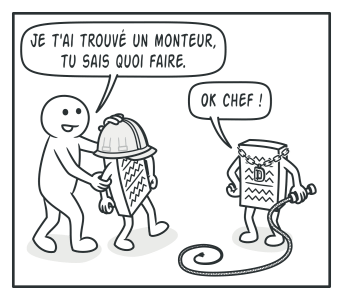 JE T'AI TROUVÉ UN MONTEUR,
TU SAIS QUOI FAIRE.
OK CHEF !
D